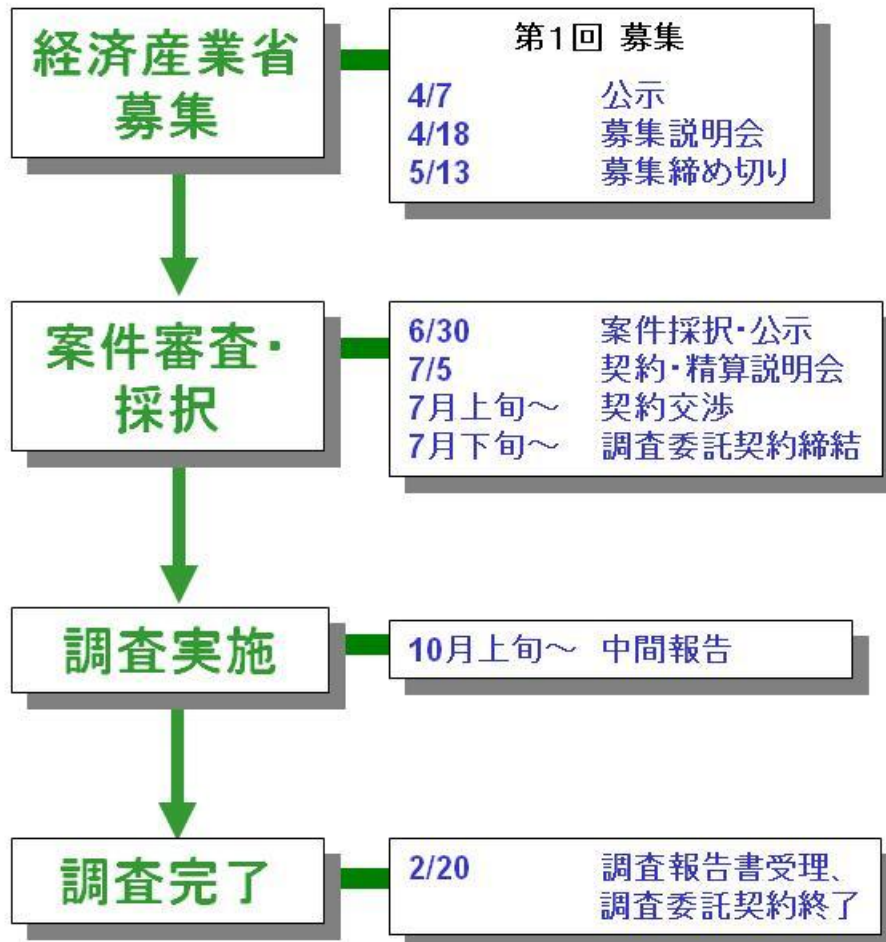 経済産業省
募集
第1回 募集
4/7 公示
4/18 募集説明会
5/13 募集締め切り
案件審査・
採択
6/30 案件採択・公示
7/5 契約・精算説明会
7月上旬～ 契約交渉
7月下旬～ 調査委託契約締結
調査実施
10月上旬～ 中間報告
調査完了
2/20 調査報告書受理、
調査委託契約終了